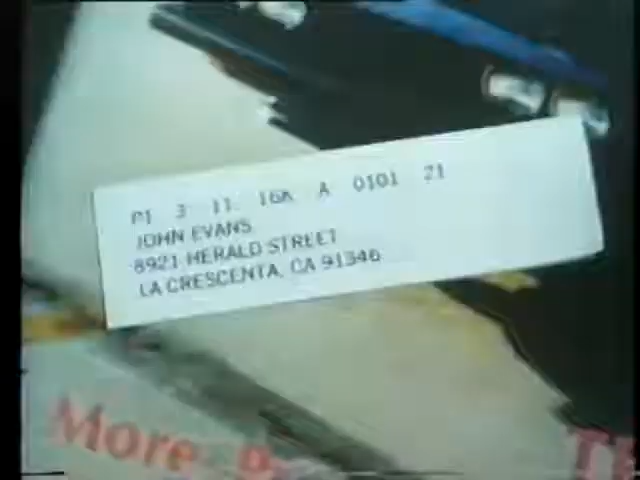 P1 3 11 16A A 0101 21
JOHN EVANS
8921 HERALD STREET
LA CRESCENTA, CA 91346
More